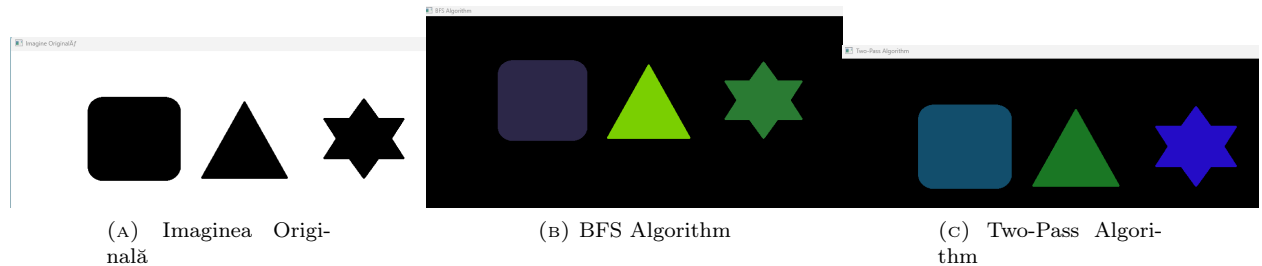 Imagine OriginalÄƒ
BFS Algorithm
Two-Pass Algorithm
(A) Imaginea Origi-
nală
(B) BFS Algorithm
(C) Two-Pass Algori-
thm